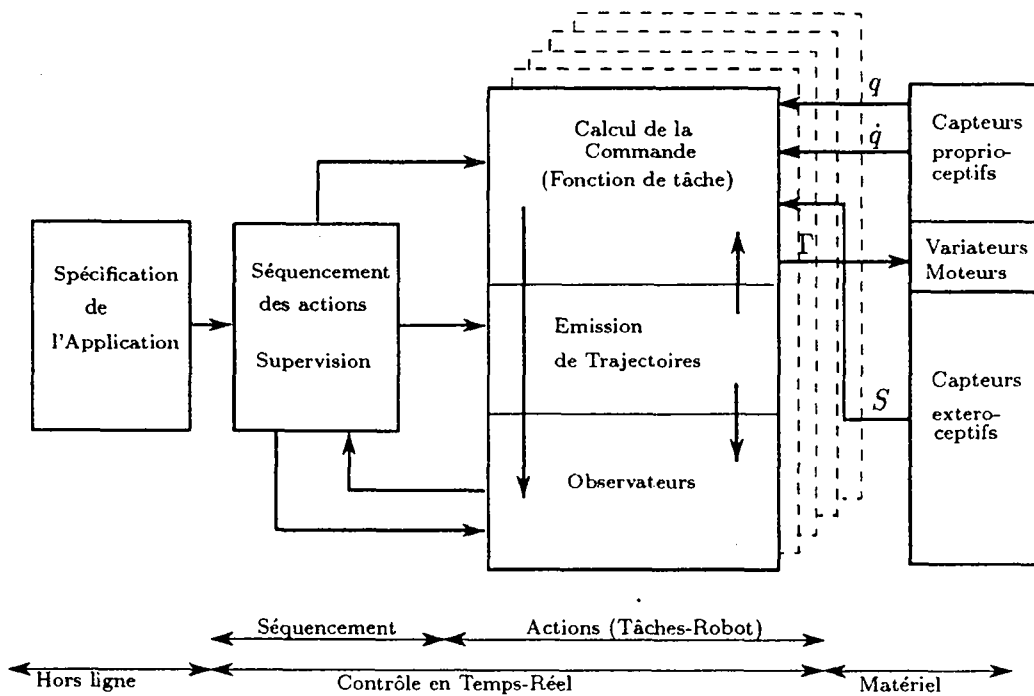 Spécification
de
l'Application
Séquencement
des actions
Supervision
Calcul de la
Commande
(Fonction de tâche)
Emission
de Trajectoires
Observateurs
q
q̇
Γ
S
Capteurs
proprio-
ceptifs
Variateurs
Moteurs
Capteurs
extero-
ceptifs
Séquencement
Actions (Tâches-Robot)
Hors ligne
Contrôle en Temps-Réel
Matériel